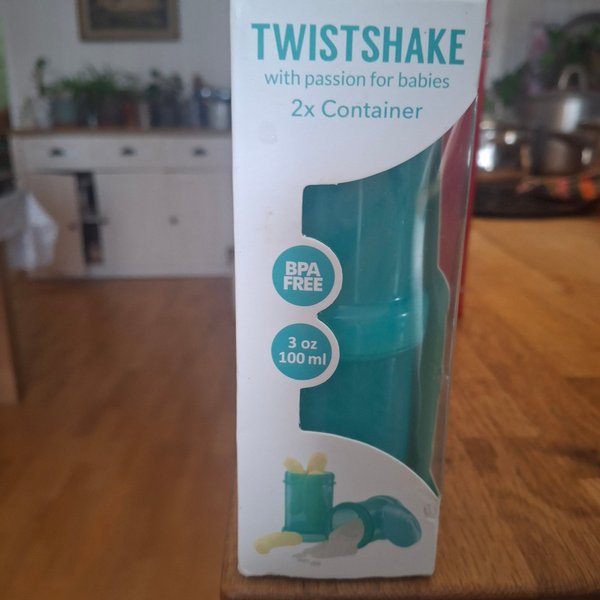 TWISTSHAKE
with passion for babies
2x Container
BPA
FREE
3 oz
100 ml